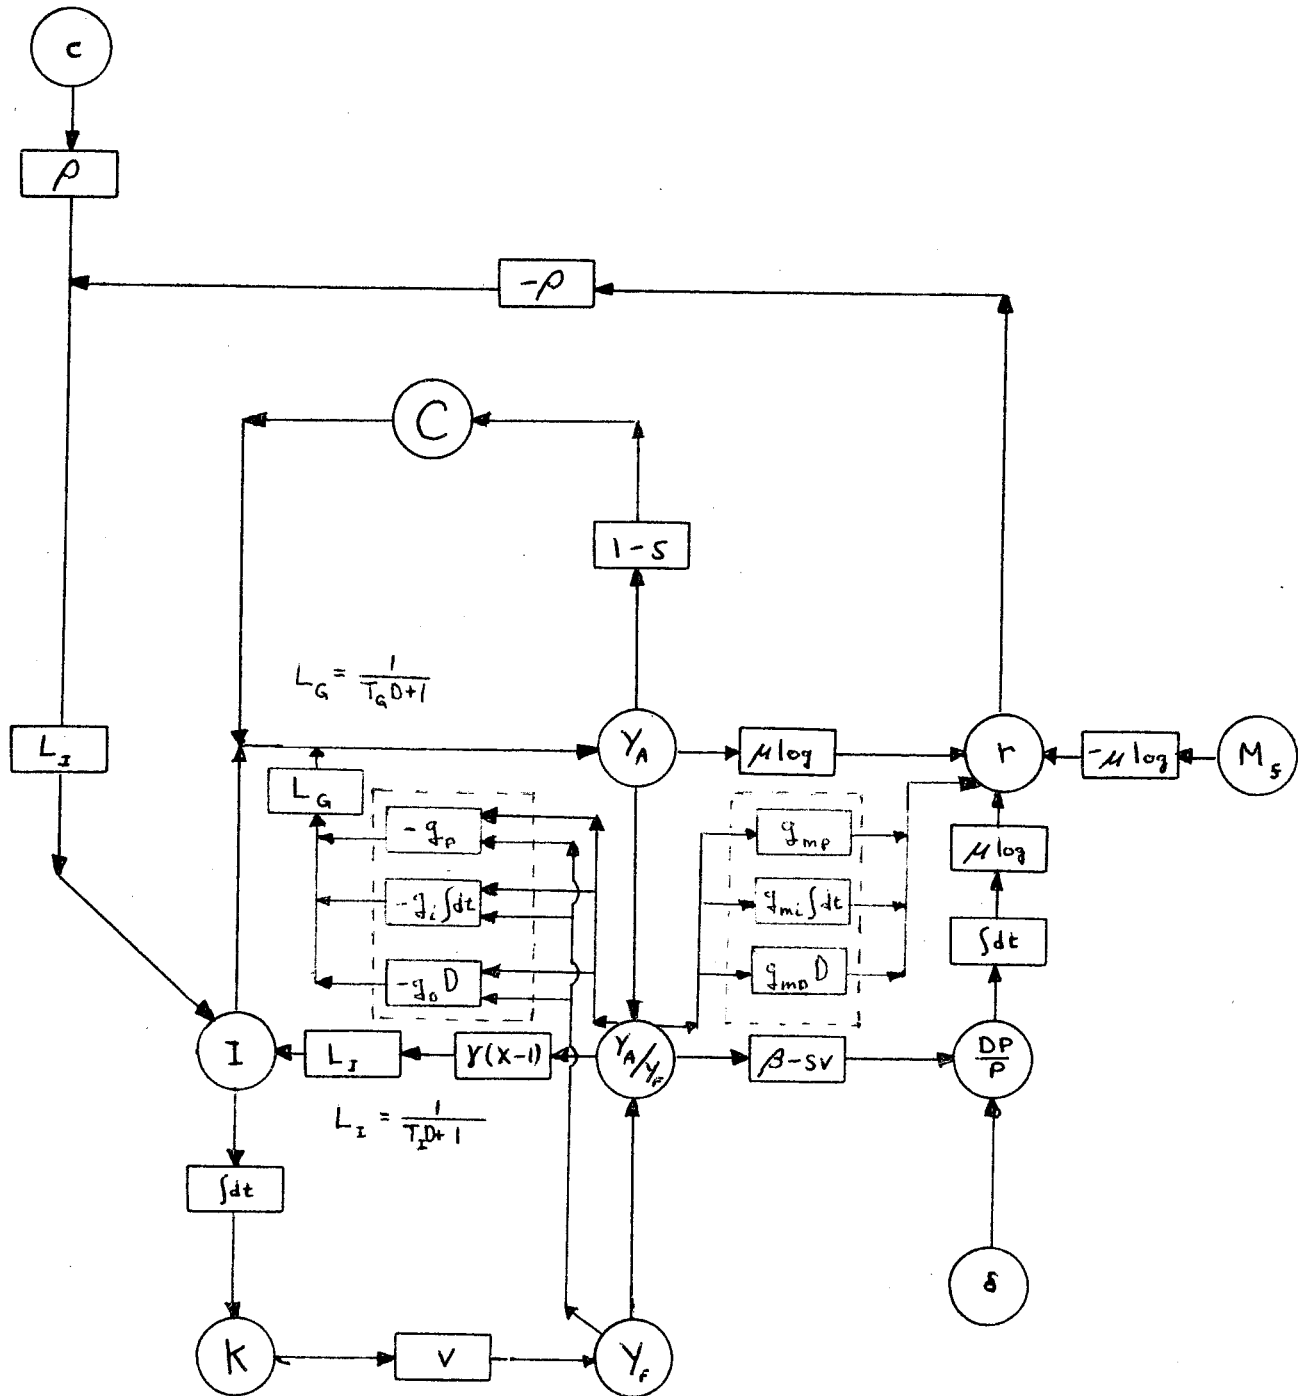 c
ρ
-ρ
C
1-s
L_G = 1/(T_G D+1)
L_I
Y_A
μ log
r
-μ log
M_s
L_G
-g_p
g_mp
μ log
-g_i ∫dt
g_mi ∫dt
∫dt
-g_D D
g_mD D
I
L_I
γ(x-1)
Y_A/Y_F
β-sv
DP/P
L_I = 1/(T_I D+1)
∫dt
δ
K
v
Y_F